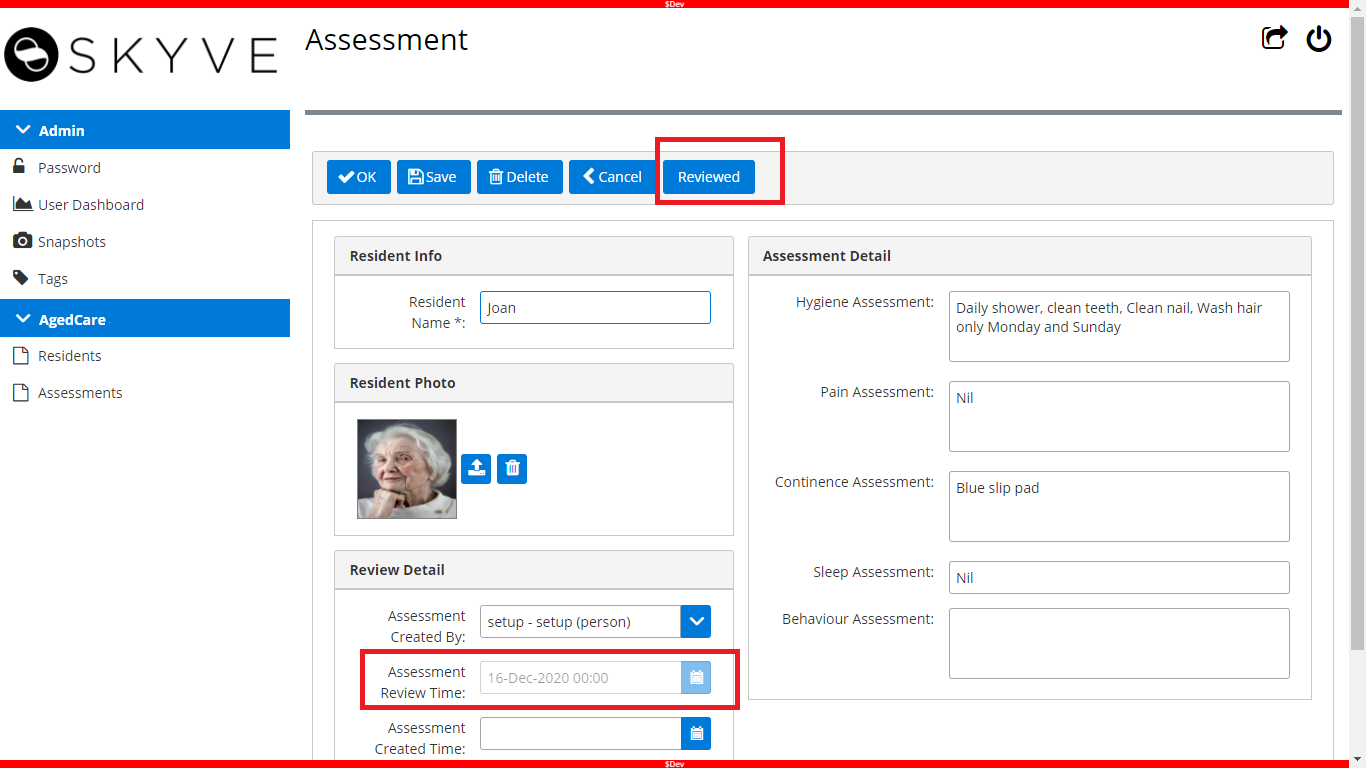 $Dev
SKYVE
Assessment
Admin
Password
User Dashboard
Snapshots
Tags
AgedCare
Residents
Assessments
OK
Save
Delete
Cancel
Reviewed
Resident Info
Resident
Name *:
Joan
Resident Photo
Review Detail
Assessment
Created By:
setup - setup (person)
Assessment
Review Time:
16-Dec-2020 00:00
Assessment
Created Time:
Assessment Detail
Hygiene Assessment:
Daily shower, clean teeth, Clean nail, Wash hair
only Monday and Sunday
Pain Assessment:
Nil
Continence Assessment:
Blue slip pad
Sleep Assessment:
Nil
Behaviour Assessment:
$Dev